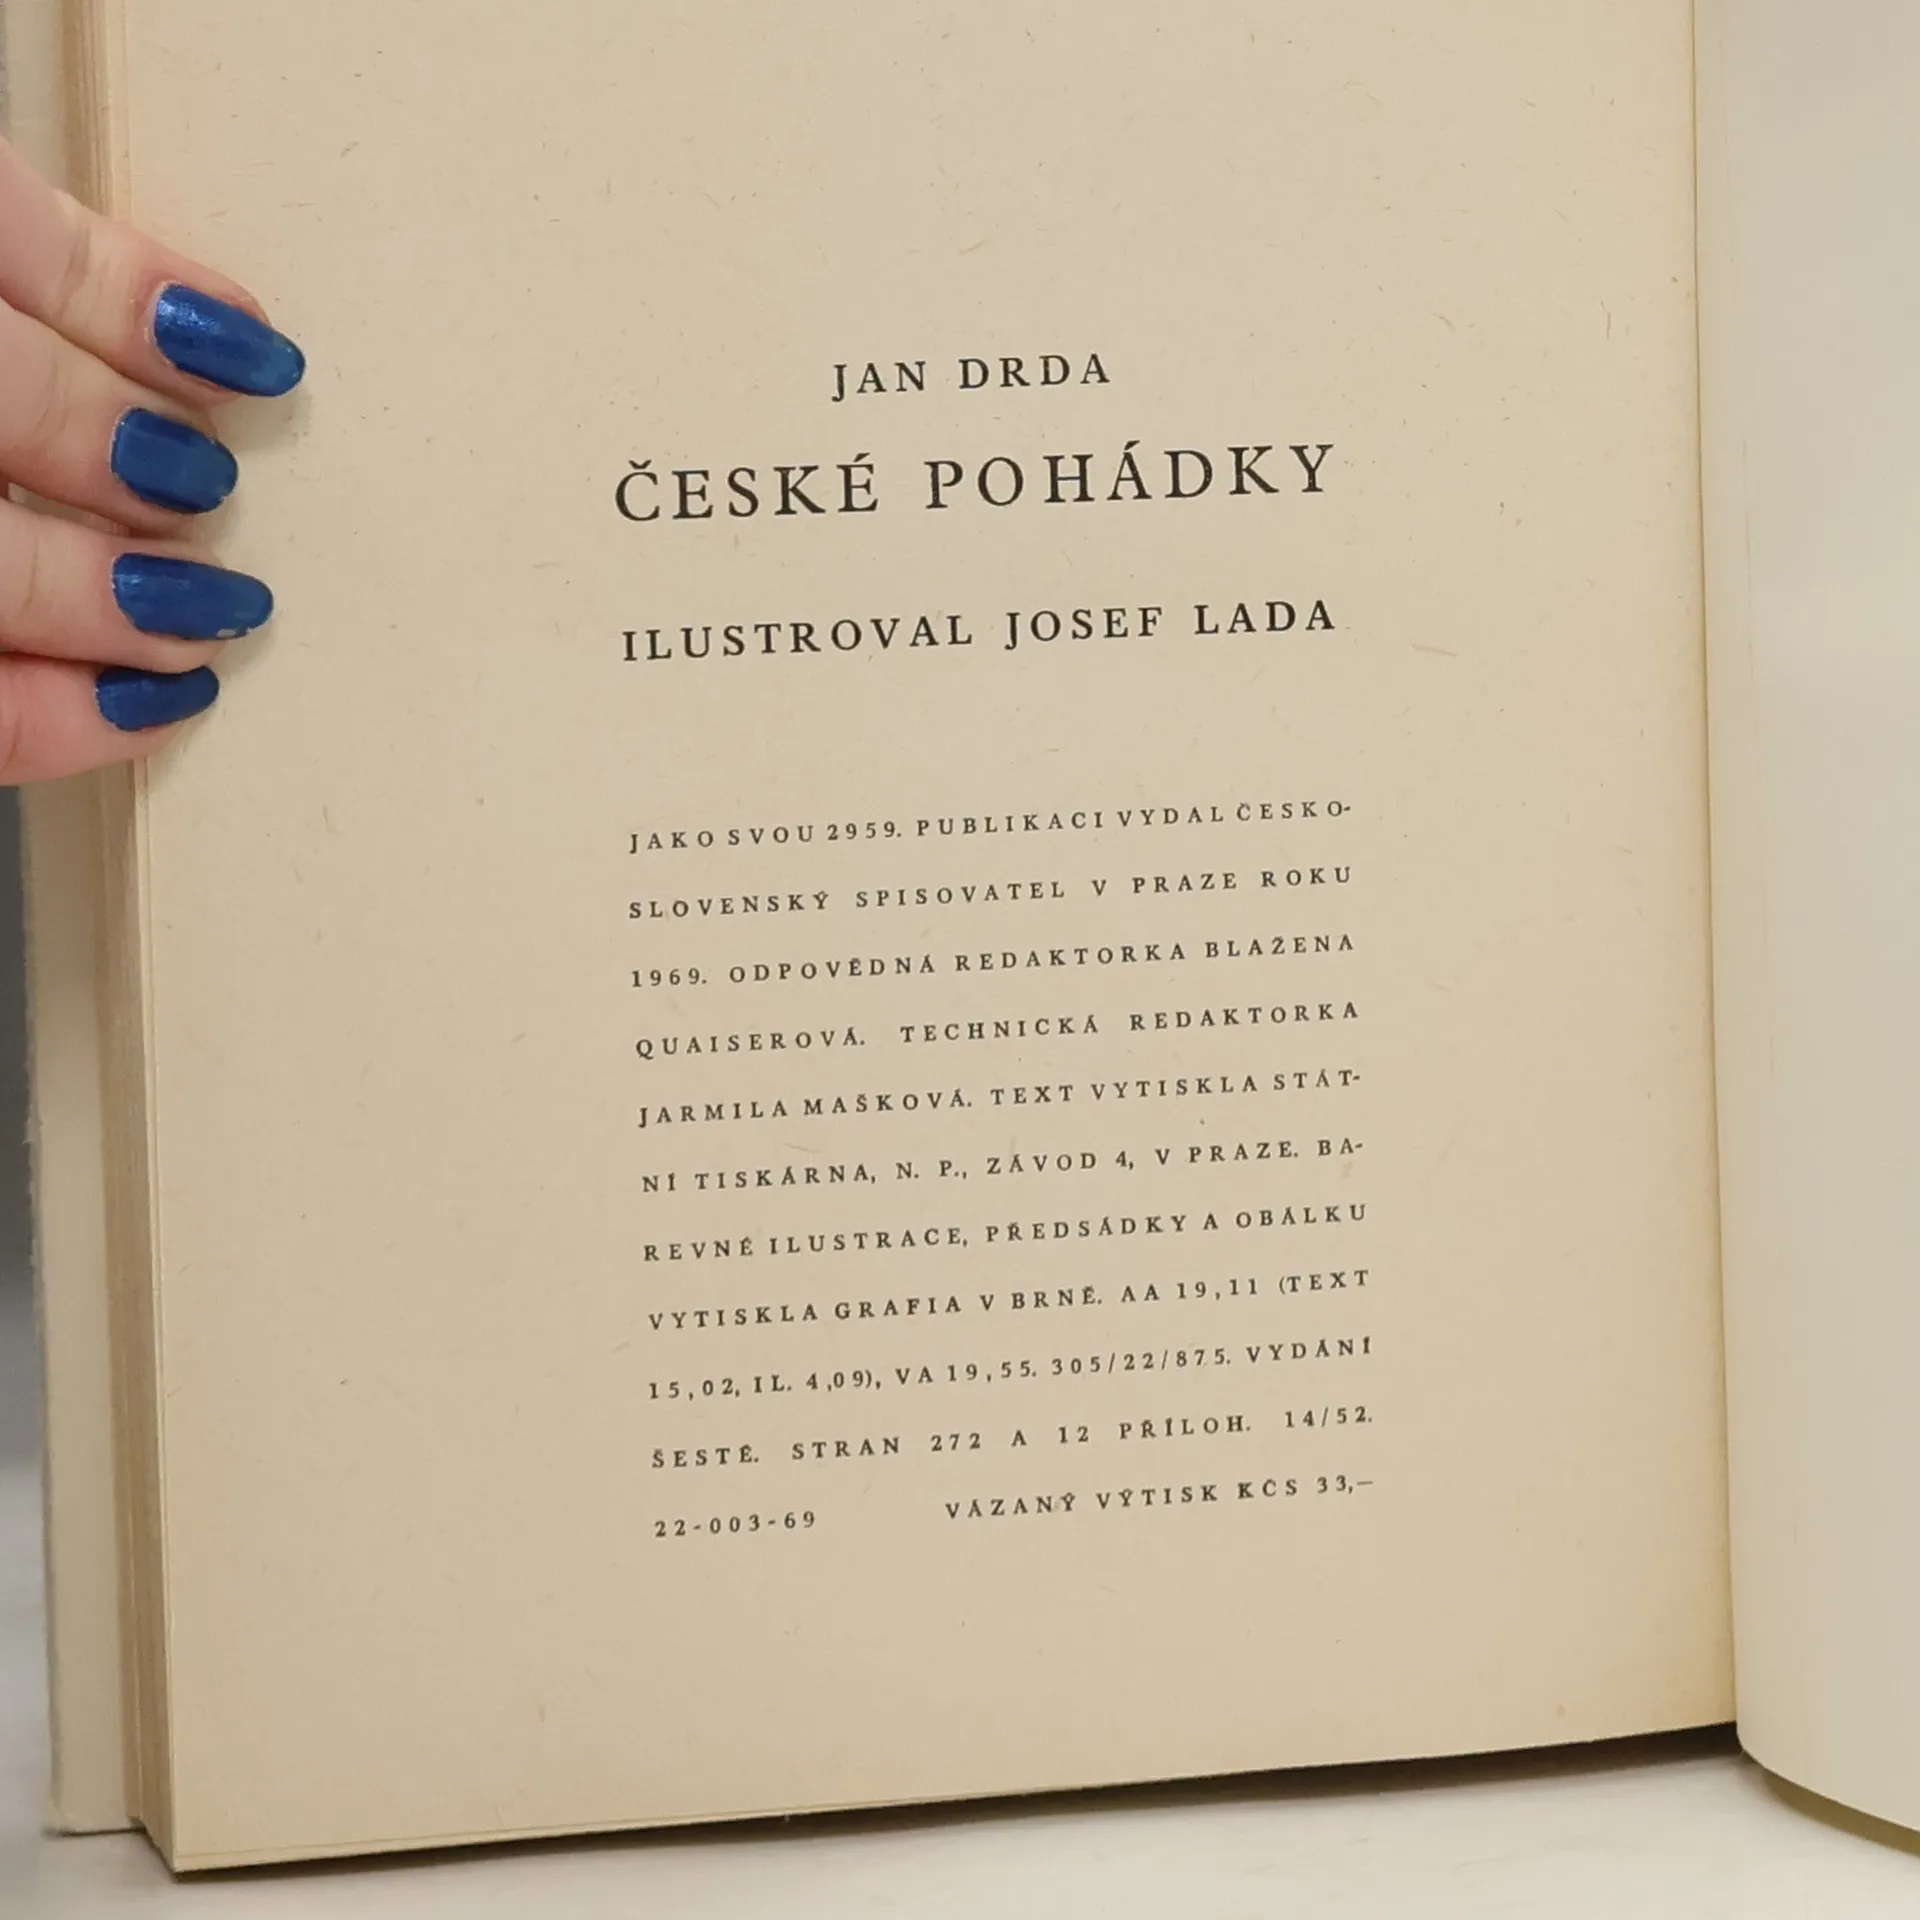 JAN DRDA
ČESKÉ POHÁDKY
ILUSTROVAL JOSEF LADA
JAKO SVOU 2959. PUBLIKACI VYDAL ČESKO-
SLOVENSKÝ SPISOVATEL V PRAZE ROKU
1969. ODPOVĚDNÁ REDAKTORKA BLAŽENA
QUAISEROVÁ. TECHNICKÁ REDAKTORKA
JARMILA MAŠKOVÁ. TEXT VYTISKLA STÁT-
NÍ TISKÁRNA, N. P., ZÁVOD 4, V PRAZE. BA-
REVNÉ ILUSTRACE, PŘEDSÁDKY A OBÁLKU
VYTISKLA GRAFIA V BRNĚ. AA 19,11 (TEXT
15,02, IL. 4,09), VA 19,55. 305/22/875. VYDÁNÍ
ŠESTÉ. STRAN 272 A 12 PŘÍLOH. 14/52.
22-003-69 VÁZANÝ VÝTISK KČS 33,—